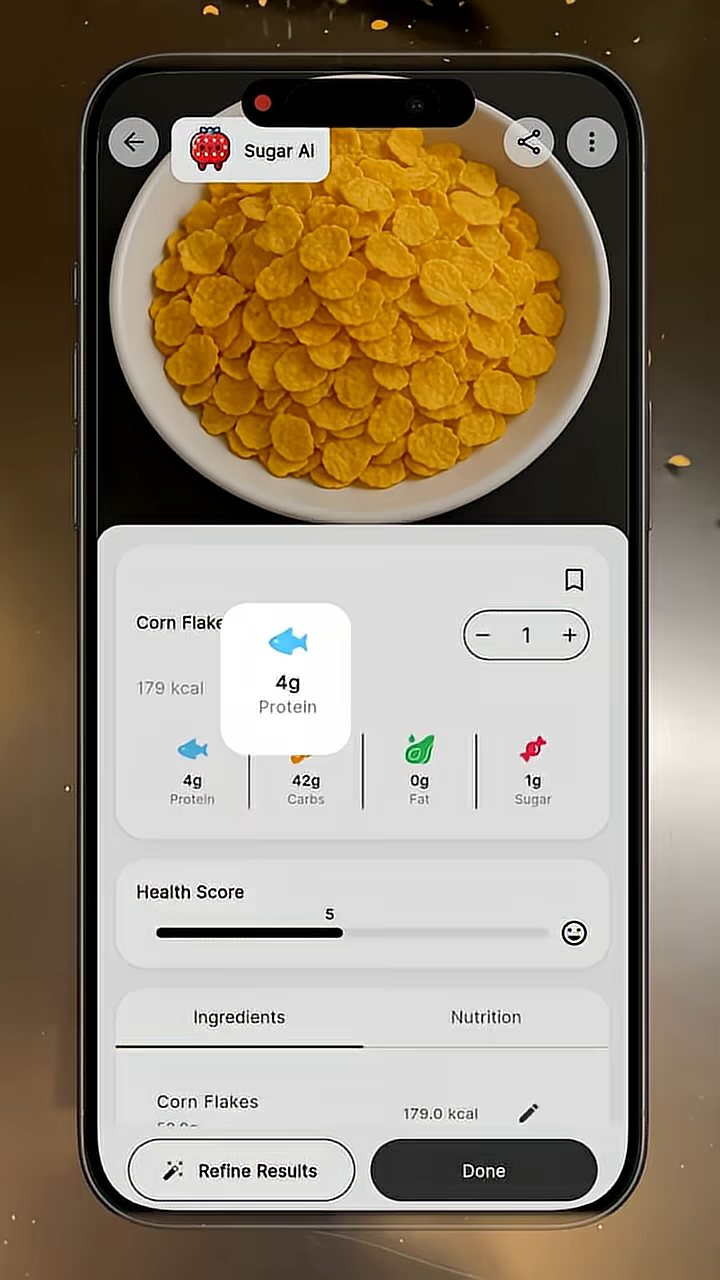 Sugar AI
Corn Flake
1
4g
Protein
179 kcal
4g
42g
0g
1g
Protein
Carbs
Fat
Sugar
Health Score
5
Ingredients
Nutrition
Corn Flakes
179.0 kcal
Refine Results
Done